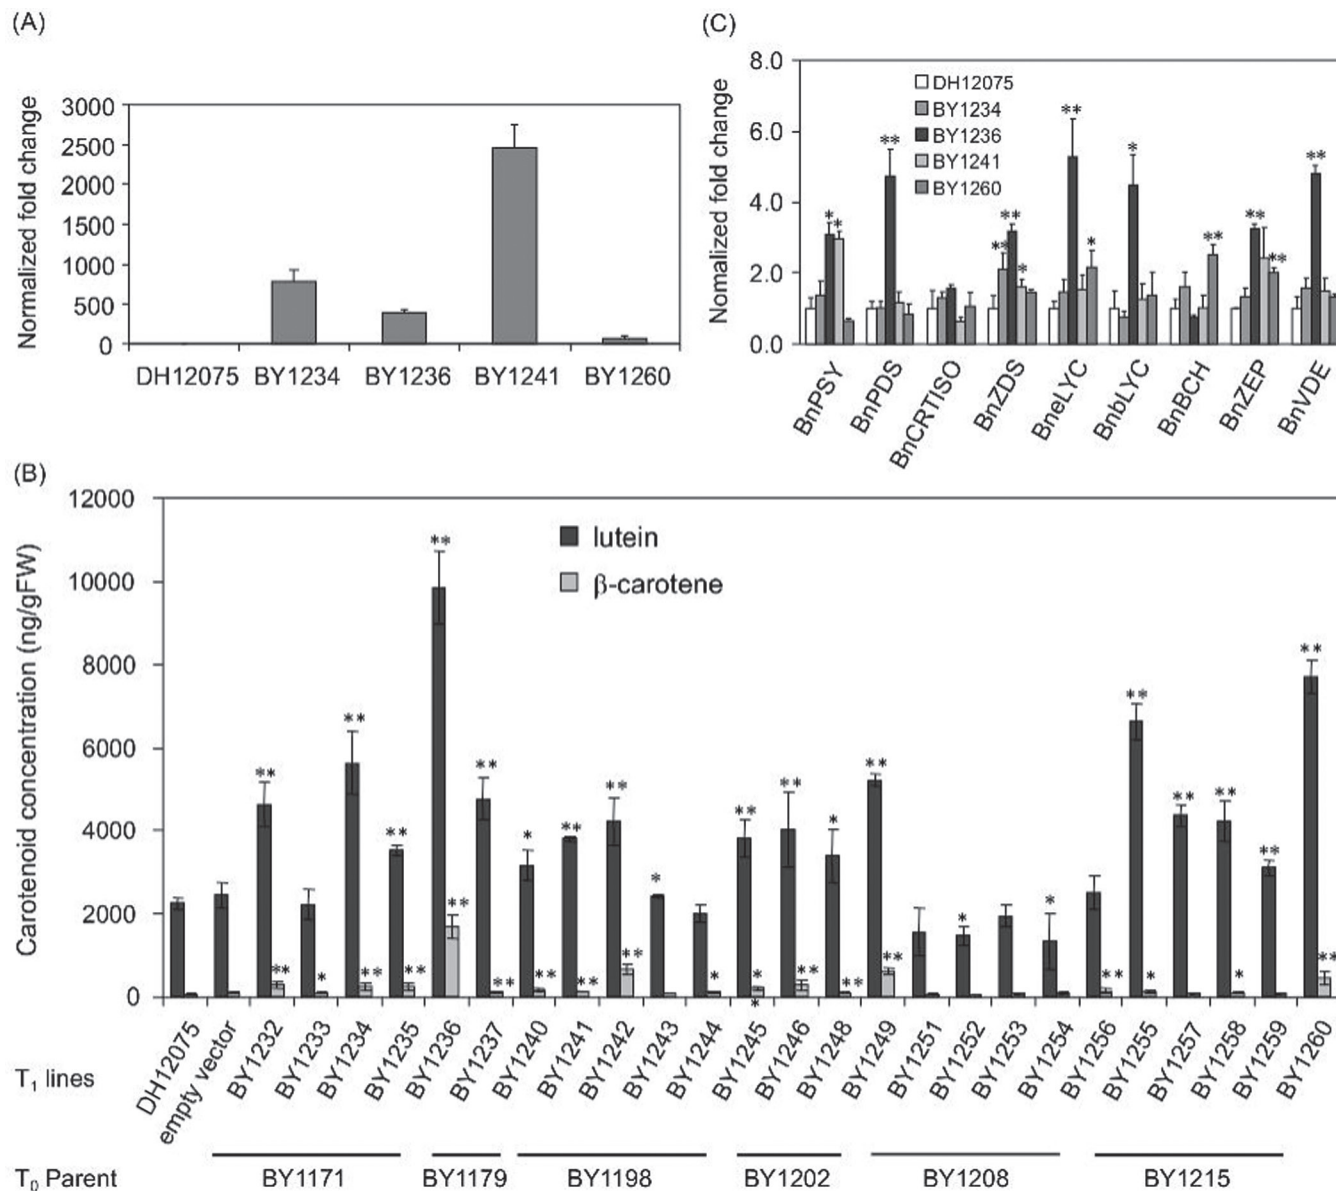 (A)
Normalized fold change
3000
2500
2000
1000
500
0
DH12075 BY1234 BY1236 BY1241 BY1260
(C)
Nomalized fold change
8.0
6.0
4.0
2.0
0.0
DH12075
BY1234
BY1236
BY1241
BY1260
** ** * ** * * ** ** * * ** ** ** **
BnPSY BnPDS BnCRTISO BnZDS BneLYC BnbLYC BnBCH BnZEP BnVDE
(B)
Carotenoid concentration (ng/gFW)
12000
10000
8000
6000
4000
2000
0
lutein
β-carotene
T1 lines
DH12075 empty vector BY1232 BY1233 BY1234 BY1235 BY1236 BY1237 BY1240 BY1241 BY1242 BY1243 BY1244 BY1245 BY1246 BY1248 BY1249 BY1251 BY1252 BY1253 BY1254 BY1256 BY1255 BY1257 BY1258 BY1259 BY1260
T0 Parent BY1171 BY1179 BY1198 BY1202 BY1208 BY1215